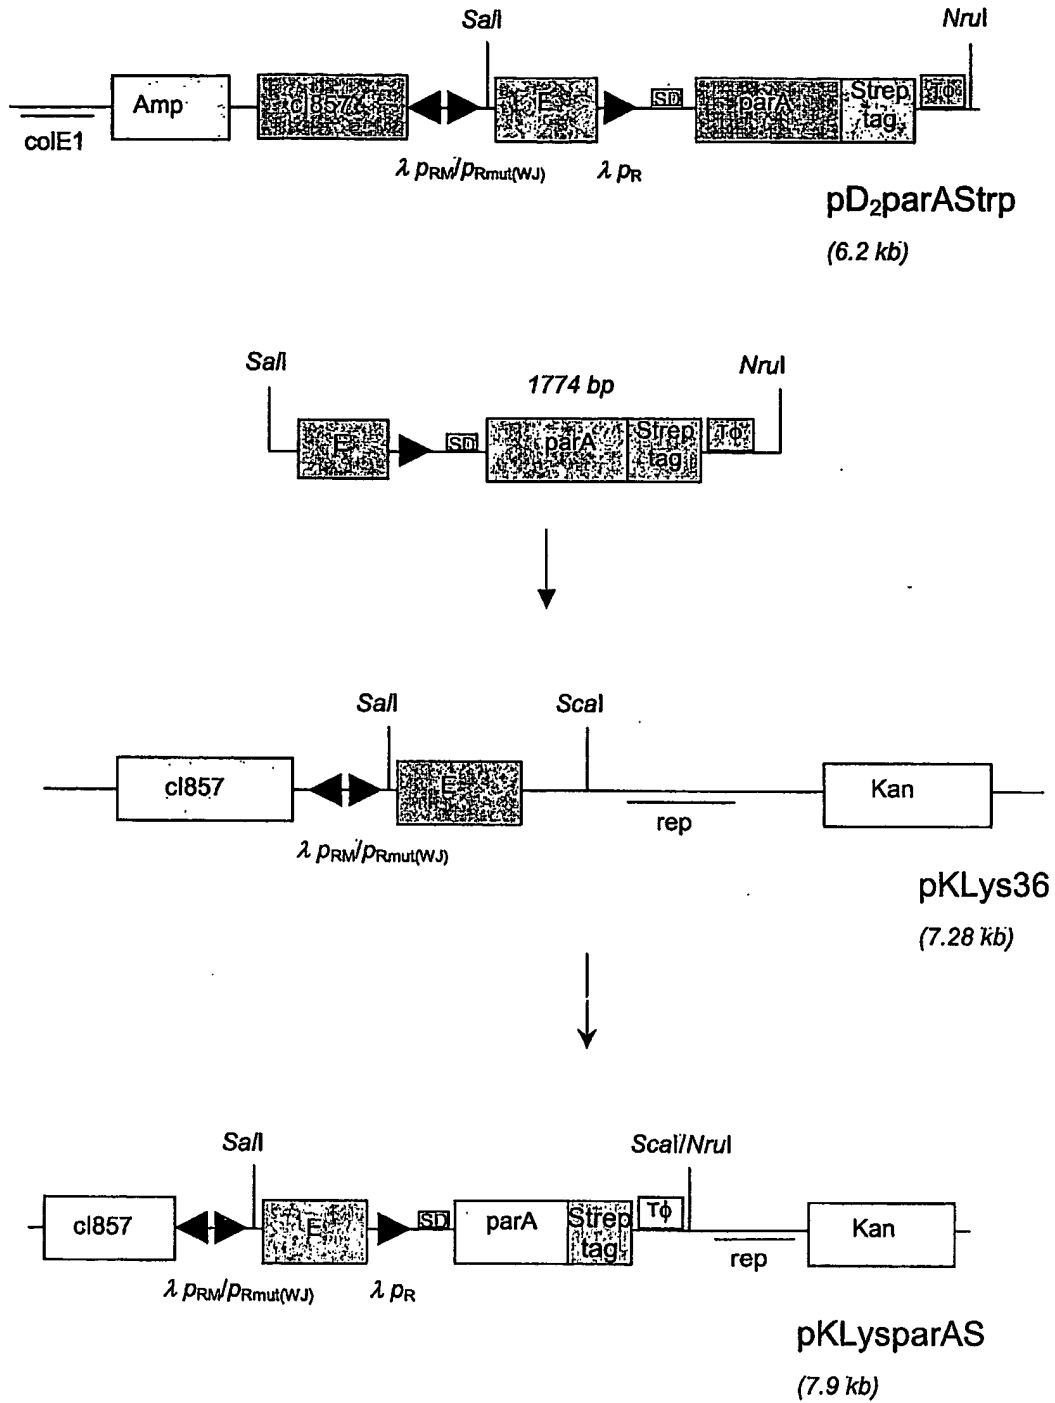 SalI
NruI
Amp
cI857
E
SD
parA
Strep tag
Tϕ
colE1
λ pRM/pRmut(WJ)
λ pR
pD₂parAStrp
(6.2 kb)
SalI
1774 bp
NruI
E
SD
parA
Strep tag
Tϕ
SalI
ScaI
cI857
E
Kan
rep
λ pRM/pRmut(WJ)
pKLys36
(7.28 kb)
SalI
ScaI/NruI
cI857
E
SD
parA
Strep tag
Tϕ
Kan
rep
λ pRM/pRmut(WJ)
λ pR
pKLysparAS
(7.9 kb)